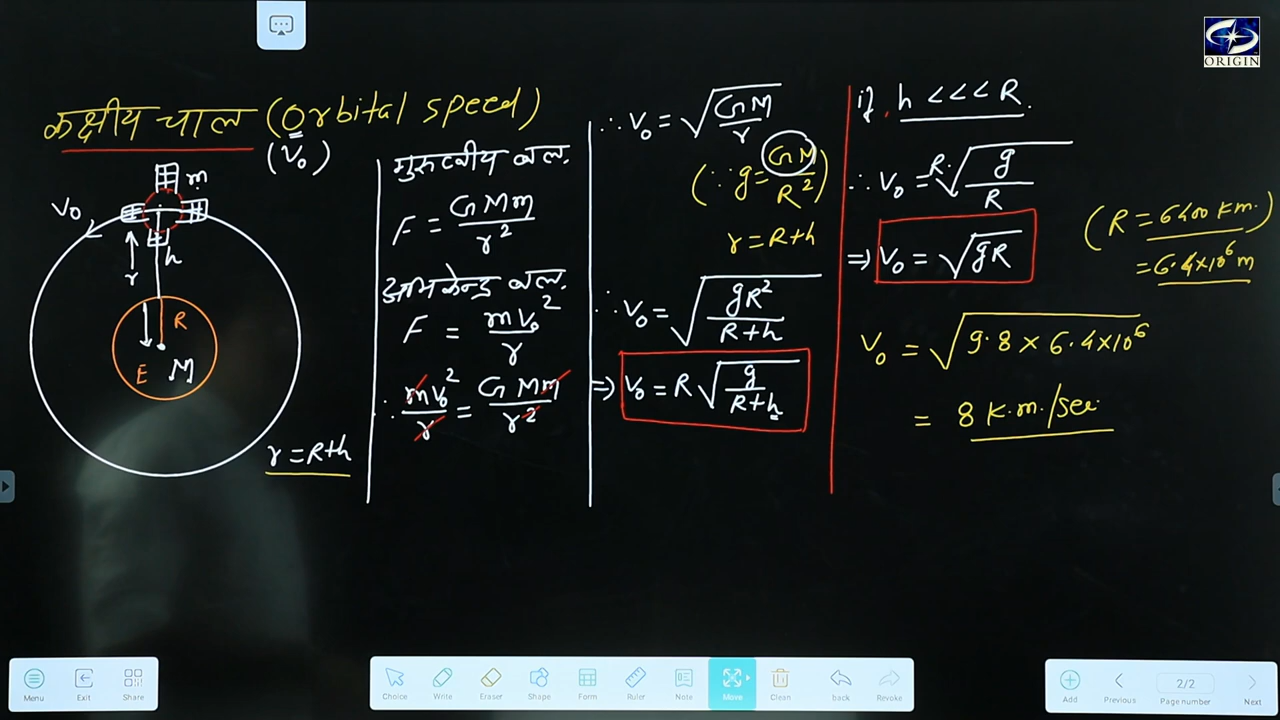 कक्षीय चाल (Orbital speed)
(V₀)
m
V₀
h
r
R
E M
r = R+h
गुरुत्वीय बल.
F = GMm/r²
अभिकेन्द्र बल.
F = mV₀²/r
∴ mV₀²/r = GMm/r²
∴ V₀ = √(GM/r)
(∵ g = GM/R²)
r = R+h
∴ V₀ = √(gR²/(R+h))
⇒ V₀ = R√(g/(R+h))
if, h <<< R.
∴ V₀ = R.√(g/R)
⇒ V₀ = √gR
(R = 6400 Km.)
= 6.4×10⁶ m
V₀ = √(9.8 × 6.4×10⁶)
= 8 K.m./sec.
ORIGIN
Menu Exit Share
Choice Write Eraser Shape Form Ruler Note Move Clean back Revoke
Add Previous 2/2 Page number Next